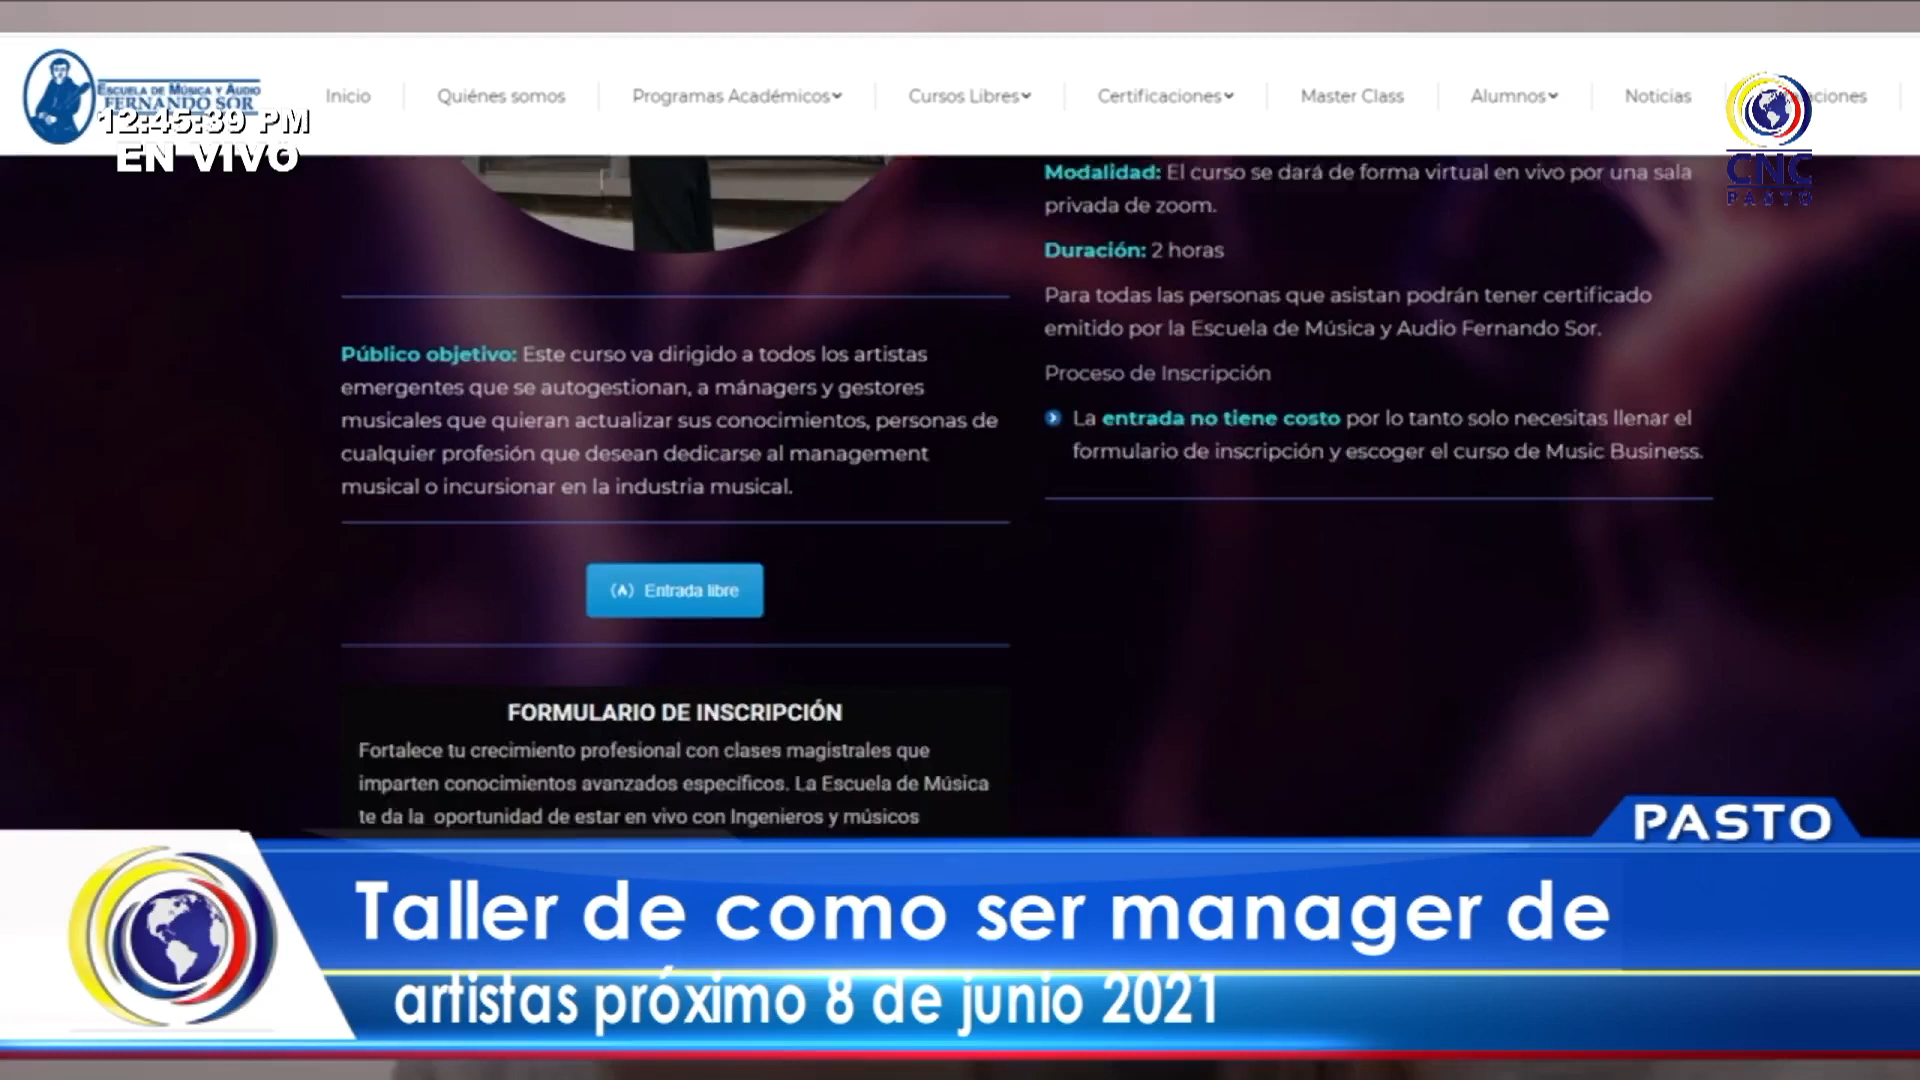 ESCUELA DE MÚSICA Y AUDIO
FERNANDO SOR
Inicio
Quiénes somos
Programas Académicos
Cursos Libres
Certificaciones
Master Class
Alumnos
Noticias
12:45:39 PM
EN VIVO
CNC
PASTO
Modalidad: El curso se dará de forma virtual en vivo por una sala
privada de zoom.
Duración: 2 horas
Para todas las personas que asistan podrán tener certificado
emitido por la Escuela de Música y Audio Fernando Sor.
Proceso de Inscripción
La entrada no tiene costo por lo tanto solo necesitas llenar el
formulario de inscripción y escoger el curso de Music Business.
Público objetivo: Este curso va dirigido a todos los artistas
emergentes que se autogestionan, a mánagers y gestores
musicales que quieran actualizar sus conocimientos, personas de
cualquier profesión que desean dedicarse al management
musical o incursionar en la industria musical.
Entrada libre
FORMULARIO DE INSCRIPCIÓN
Fortalece tu crecimiento profesional con clases magistrales que
imparten conocimientos avanzados específicos. La Escuela de Música
te da la oportunidad de estar en vivo con Ingenieros y músicos
PASTO
Taller de como ser manager de
artistas próximo 8 de junio 2021